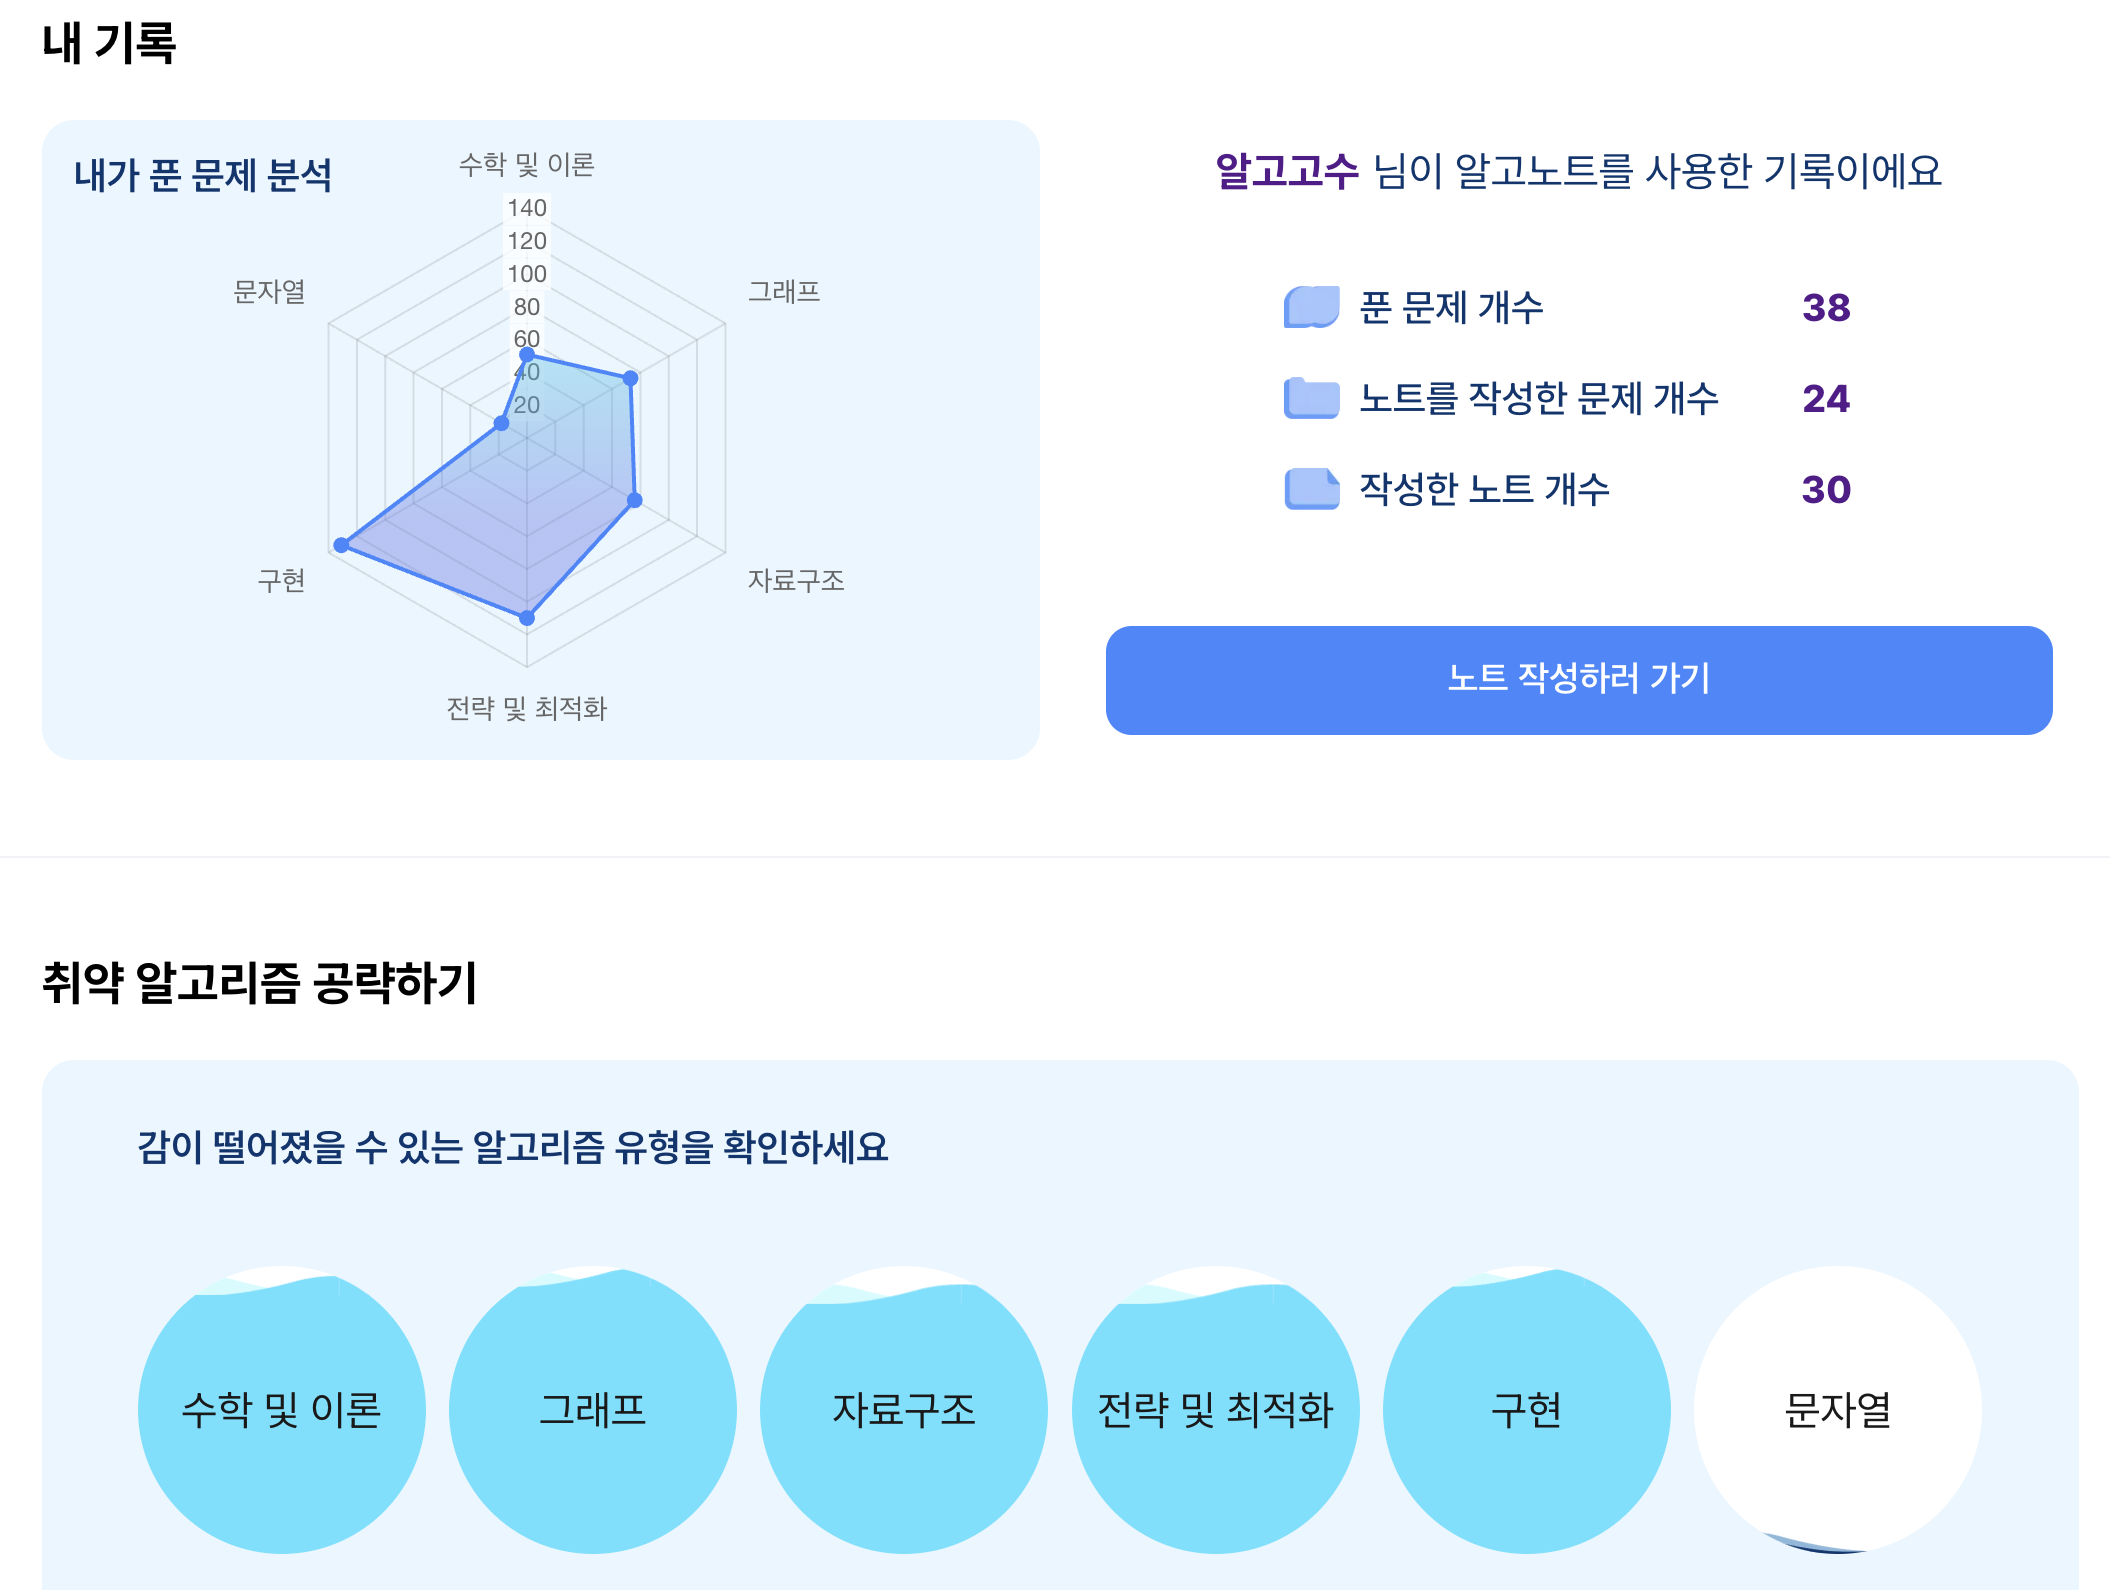 내 기록
내가 푼 문제 분석
수학 및 이론
140
120
100
80
60
40
20
문자열
그래프
구현
자료구조
전략 및 최적화
알고고수 님이 알고노트를 사용한 기록이에요
푼 문제 개수 38
노트를 작성한 문제 개수 24
작성한 노트 개수 30
노트 작성하러 가기
취약 알고리즘 공략하기
감이 떨어졌을 수 있는 알고리즘 유형을 확인하세요
수학 및 이론
그래프
자료구조
전략 및 최적화
구현
문자열